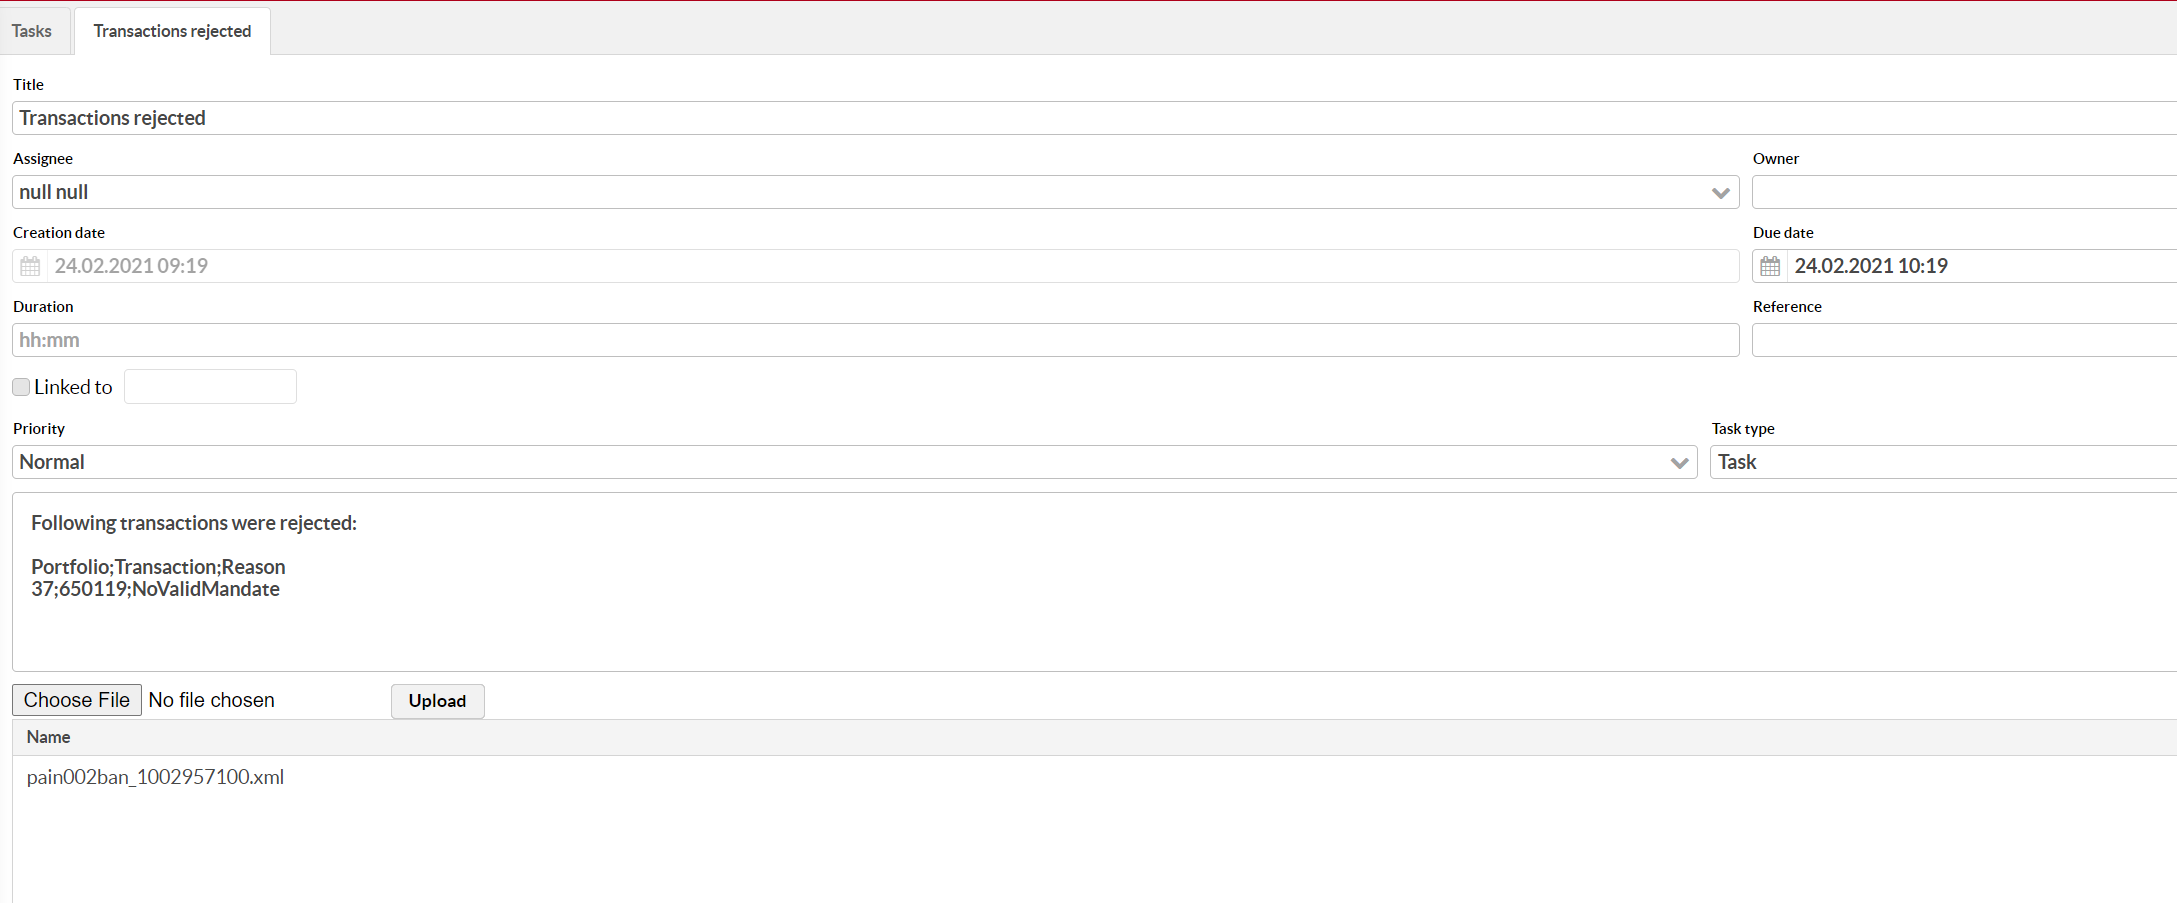 Tasks
Transactions rejected
Title
Transactions rejected
Assignee
Owner
null null
Creation date
Due date
24.02.2021 09:19
24.02.2021 10:19
Duration
Reference
hh:mm
Linked to
Priority
Task type
Normal
Task
Following transactions were rejected:
Portfolio;Transaction;Reason
37;650119;NoValidMandate
Choose File No file chosen
Upload
Name
pain002ban_1002957100.xml